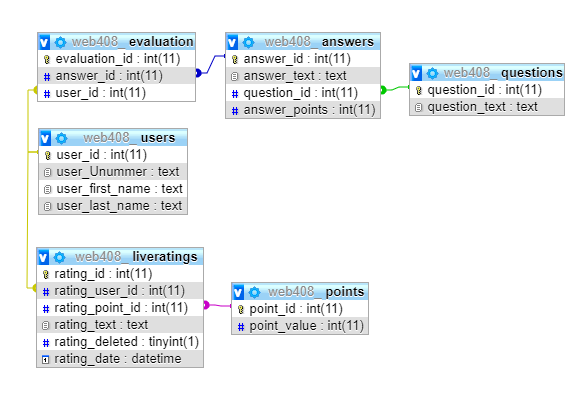 web408_ evaluation
evaluation_id : int(11)
answer_id : int(11)
user_id : int(11)
web408_ answers
answer_id : int(11)
answer_text : text
question_id : int(11)
answer_points : int(11)
web408_ questions
question_id : int(11)
question_text : text
web408_ users
user_id : int(11)
user_Unummer : text
user_first_name : text
user_last_name : text
web408_ liveratings
rating_id : int(11)
rating_user_id : int(11)
rating_point_id : int(11)
rating_text : text
rating_deleted : tinyint(1)
rating_date : datetime
web408_ points
point_id : int(11)
point_value : int(11)